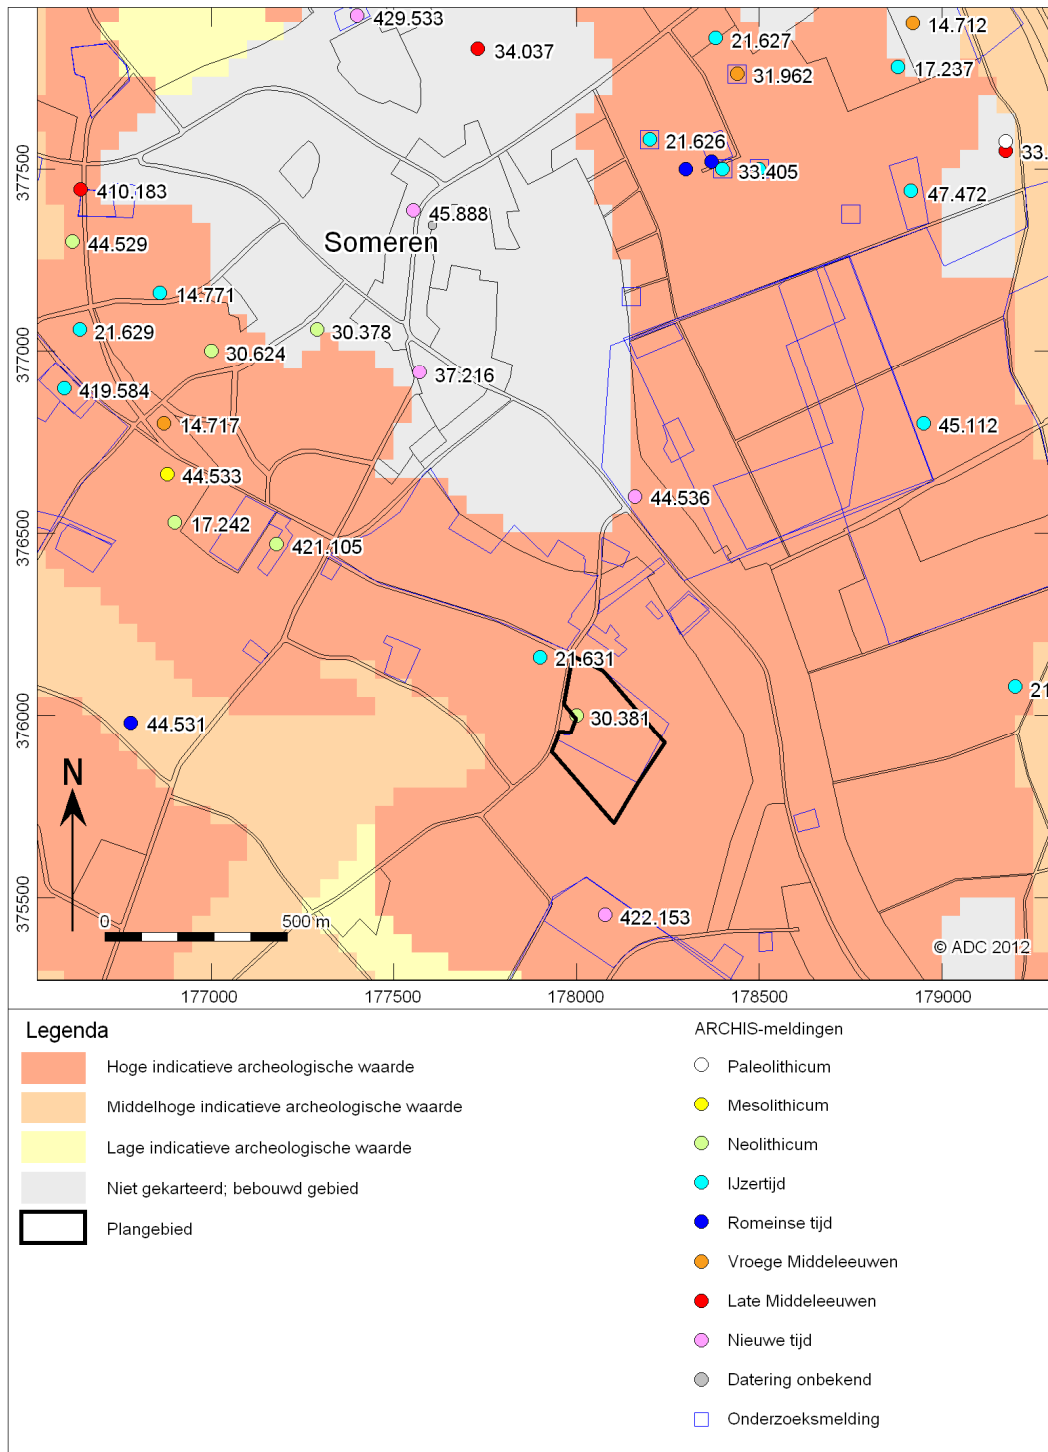 429.533
14.712
34.037
21.627
17.237
31.962
21.626
33.
33.405
410.183
47.472
45.888
Someren
44.529
14.771
21.629
30.378
30.624
37.216
419.584
14.717
45.112
44.533
44.536
17.242
421.105
21.631
21
30.381
44.531
N
422.153
0
500 m
© ADC 2012
377500
377000
376500
376000
375500
177000
177500
178000
178500
179000
Legenda
Hoge indicatieve archeologische waarde
Middelhoge indicatieve archeologische waarde
Lage indicatieve archeologische waarde
Niet gekarteerd; bebouwd gebied
Plangebied
ARCHIS-meldingen
Paleolithicum
Mesolithicum
Neolithicum
IJzertijd
Romeinse tijd
Vroege Middeleeuwen
Late Middeleeuwen
Nieuwe tijd
Datering onbekend
Onderzoeksmelding